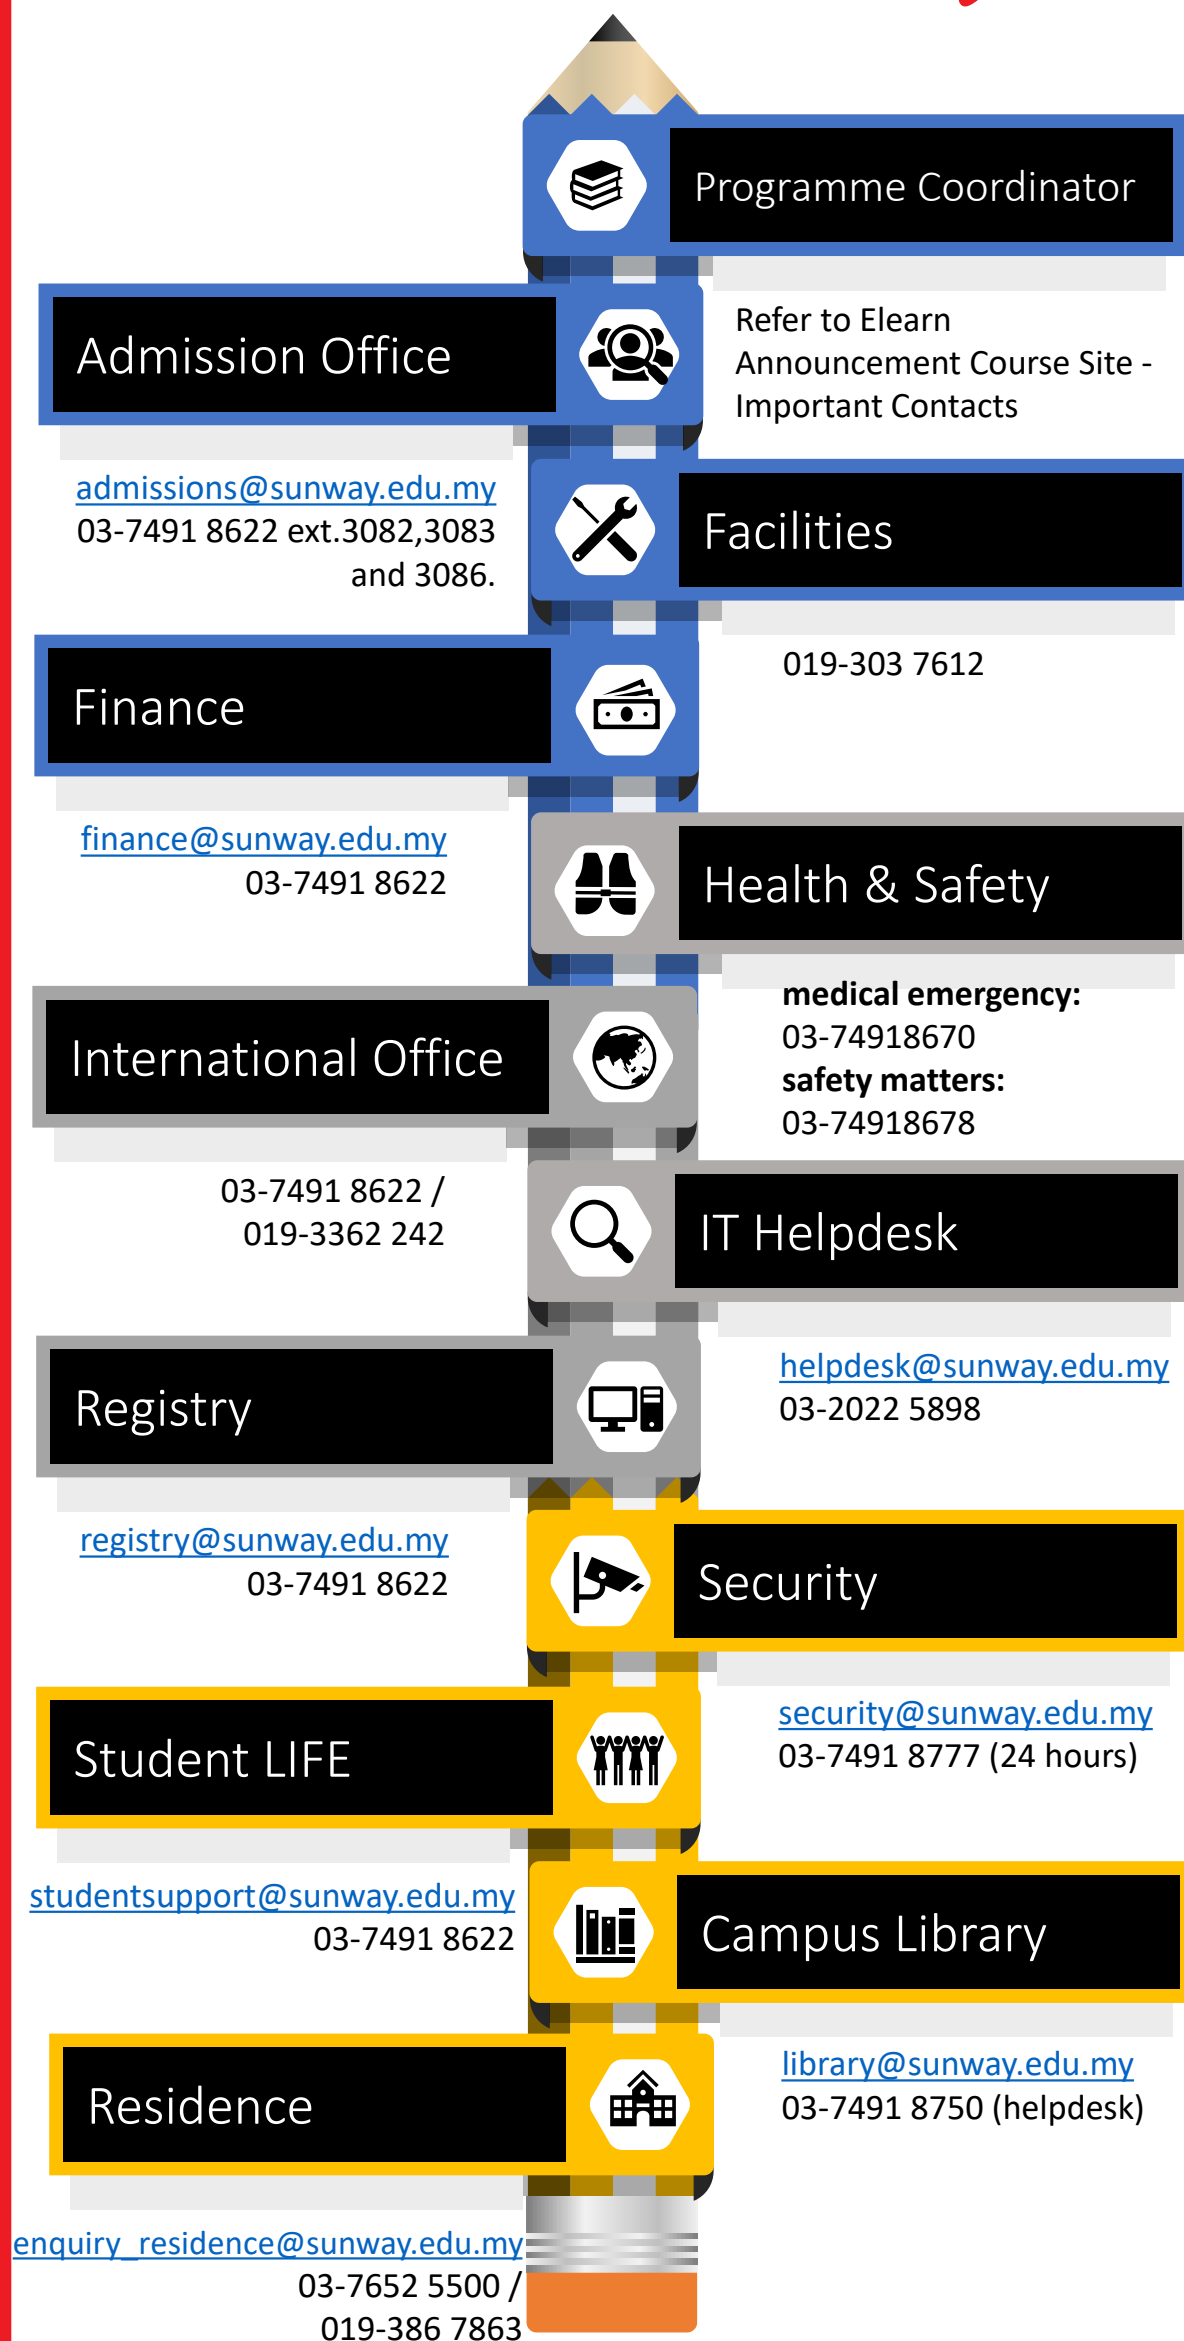 Programme Coordinator
Refer to Elearn
Announcement Course Site -
Important Contacts
Admission Office
admissions@sunway.edu.my
03-7491 8622 ext.3082,3083
and 3086.
Facilities
019-303 7612
Finance
finance@sunway.edu.my
03-7491 8622
Health & Safety
medical emergency:
03-74918670
safety matters:
03-74918678
International Office
03-7491 8622 /
019-3362 242
IT Helpdesk
helpdesk@sunway.edu.my
03-2022 5898
Registry
registry@sunway.edu.my
03-7491 8622
Security
security@sunway.edu.my
03-7491 8777 (24 hours)
Student LIFE
studentsupport@sunway.edu.my
03-7491 8622
Campus Library
library@sunway.edu.my
03-7491 8750 (helpdesk)
Residence
enquiry_residence@sunway.edu.my
03-7652 5500 /
019-386 7863